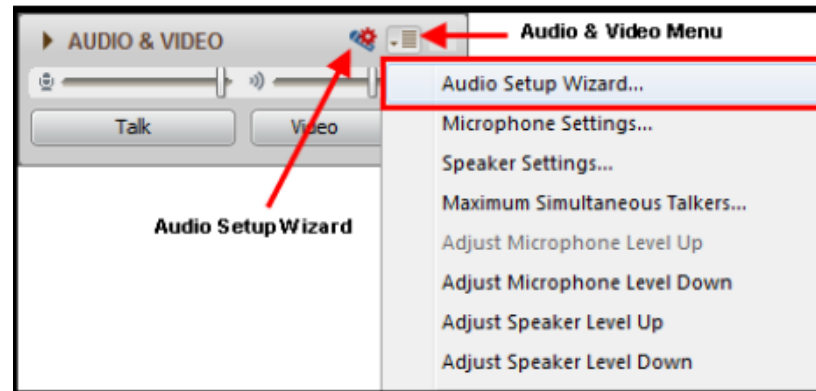 AUDIO & VIDEO
Audio & Video Menu
Talk
Video
Audio Setup Wizard
Audio Setup Wizard...
Microphone Settings...
Speaker Settings...
Maximum Simultaneous Talkers...
Adjust Microphone Level Up
Adjust Microphone Level Down
Adjust Speaker Level Up
Adjust Speaker Level Down